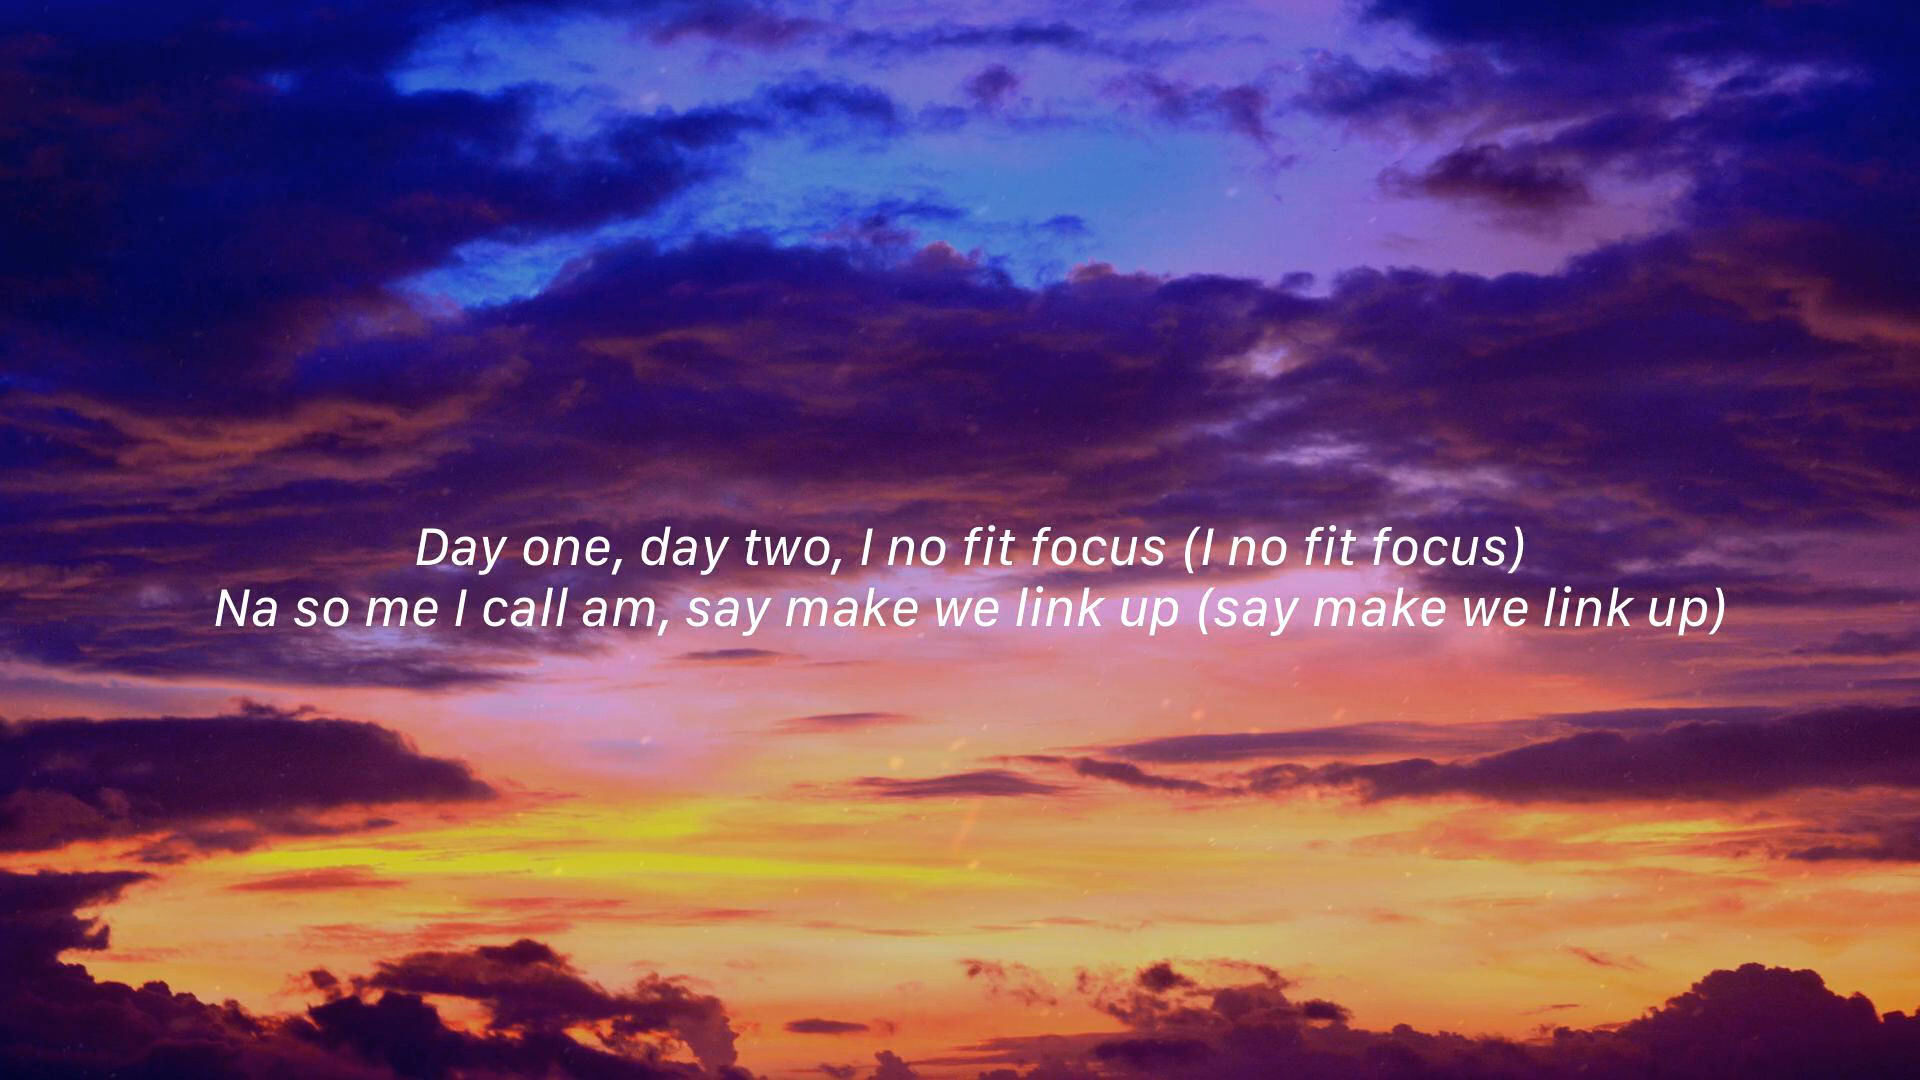 Day one, day two, I no fit focus (I no fit focus)
Na so me I call am, say make we link up (say make we link up)